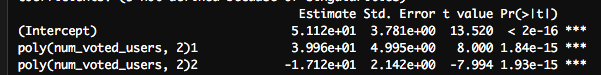 Estimate Std. Error t value Pr(>|t|)
(Intercept) 5.112e+01 3.781e+00 13.520 < 2e-16 ***
poly(num_voted_users, 2)1 3.996e+01 4.995e+00 8.000 1.84e-15 ***
poly(num_voted_users, 2)2 -1.712e+01 2.142e+00 -7.994 1.93e-15 ***